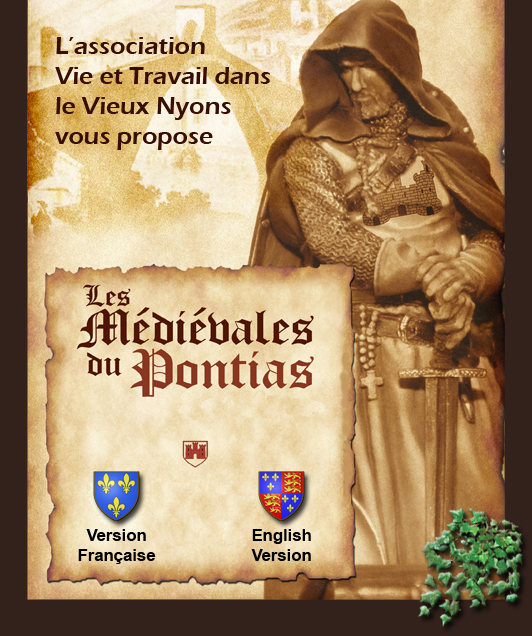 L'association
Vie et Travail dans
le Vieux Nyons
vous propose
Les
Médiévales
du Pontias
Version
Française
English
Version